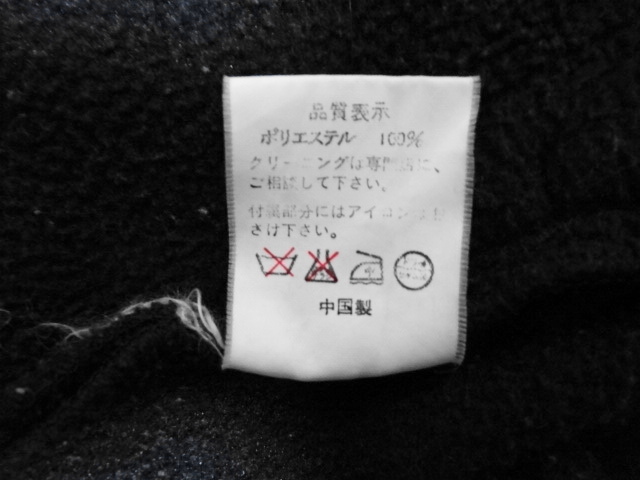 品質表示
ポリエステル 100%
クリーニングは専門店に、
ご相談して下さい。
付属部分にはアイロンは
さけ下さい。
中国製